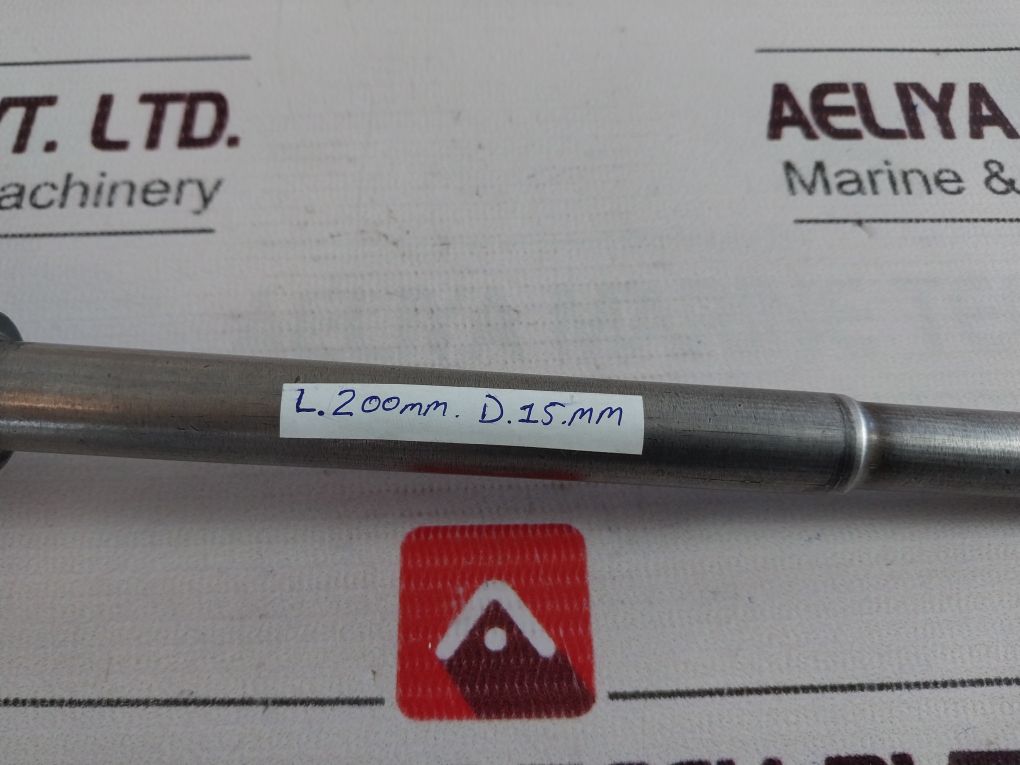 T. LTD.
achinery
AELIYA
Marine &
L.200mm. D.15.mm